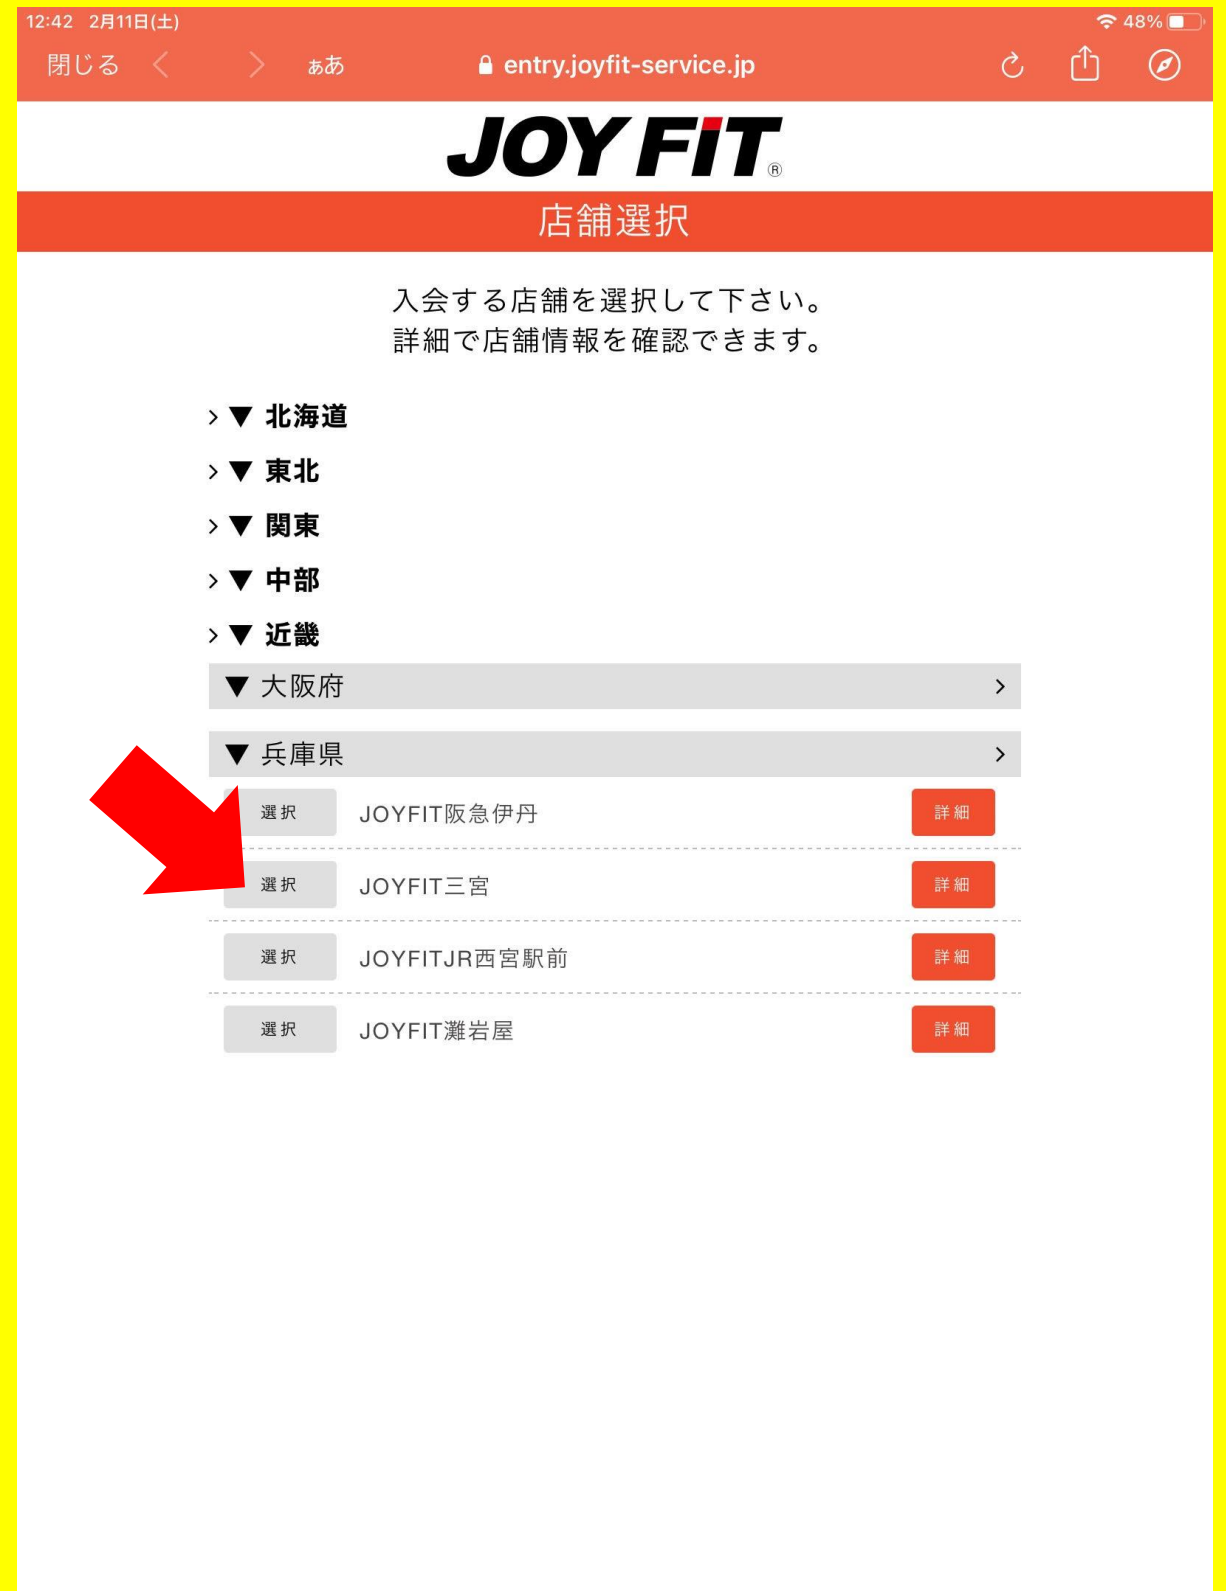 12:42 2月11日(土) 48%
閉じる ぁあ entry.joyfit-service.jp
JOYFIT®
店舗選択
入会する店舗を選択して下さい。
詳細で店舗情報を確認できます。
> ▼ 北海道
> ▼ 東北
> ▼ 関東
> ▼ 中部
> ▼ 近畿
▼ 大阪府 >
▼ 兵庫県 >
選択 JOYFIT阪急伊丹 詳細
選択 JOYFIT三宮 詳細
選択 JOYFITJR西宮駅前 詳細
選択 JOYFIT灘岩屋 詳細